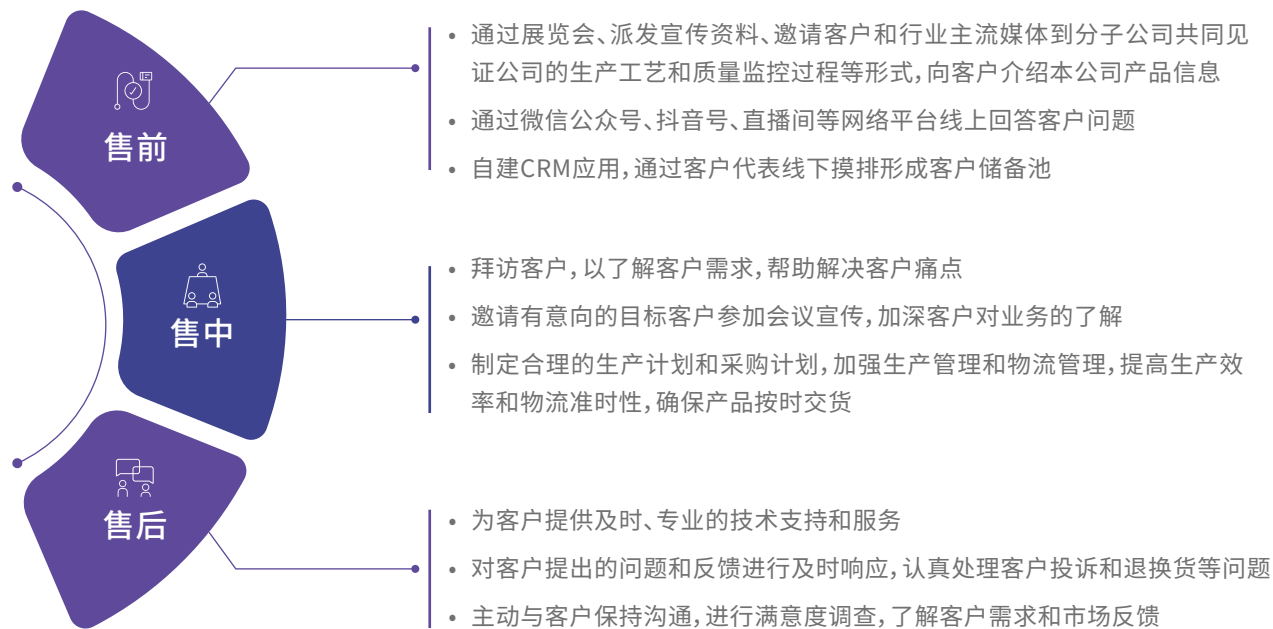 售前
• 通过展览会、派发宣传资料、邀请客户和行业主流媒体到分子公司共同见
证公司的生产工艺和质量监控过程等形式，向客户介绍本公司产品信息
• 通过微信公众号、抖音号、直播间等网络平台线上回答客户问题
• 自建CRM应用，通过客户代表线下摸排形成客户储备池
售中
• 拜访客户，以了解客户需求，帮助解决客户痛点
• 邀请有意向的目标客户参加会议宣传，加深客户对业务的了解
• 制定合理的生产计划和采购计划，加强生产管理和物流管理，提高生产效
率和物流准时性，确保产品按时交货
售后
• 为客户提供及时、专业的技术支持和服务
• 对客户提出的问题和反馈进行及时响应，认真处理客户投诉和退换货等问题
• 主动与客户保持沟通，进行满意度调查，了解客户需求和市场反馈